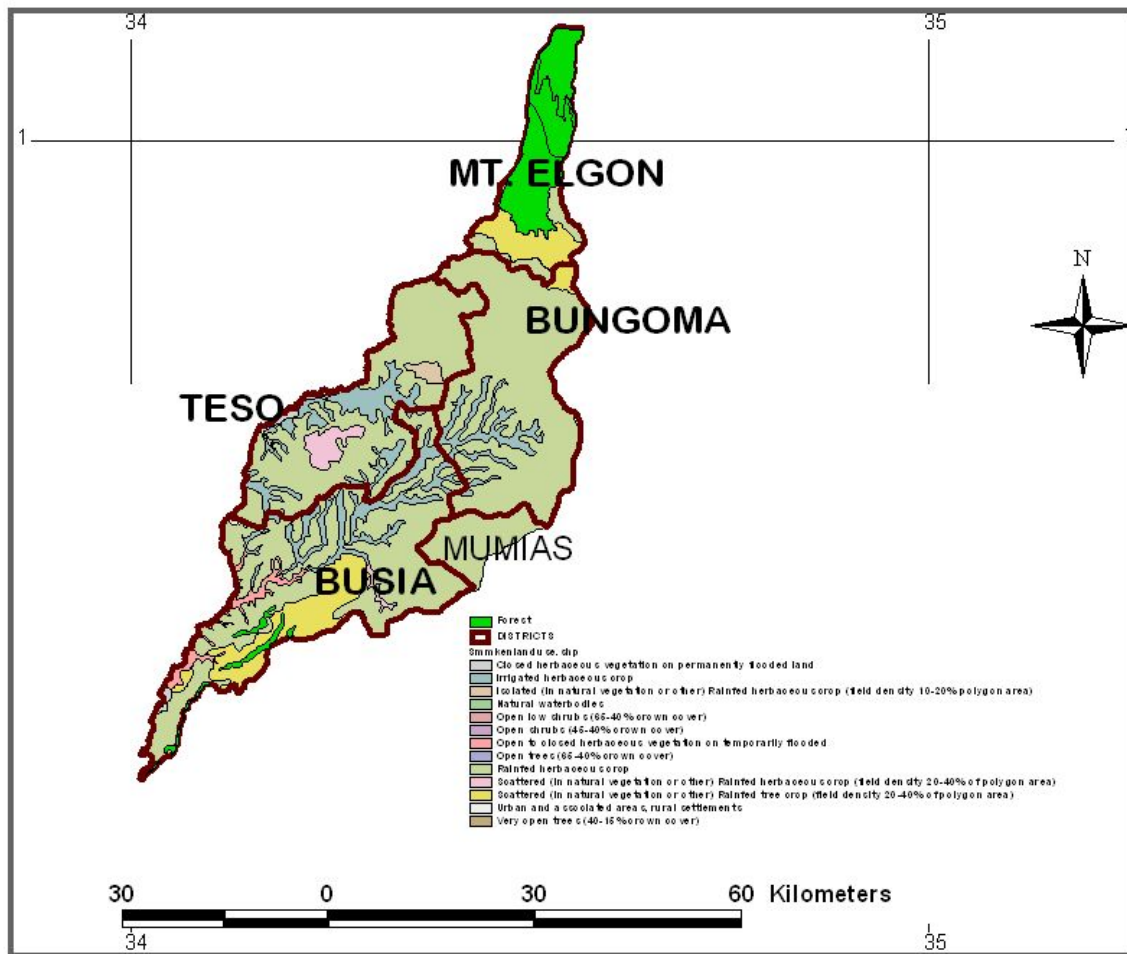 34 35
1 1
MT. ELGON
N
BUNGOMA
TESO
MUMIAS
BUSIA
Forest
DISTRICTS
Smmkenlanduse.shp
Closed herbaceous vegetation on permanently flooded land
Irrigated herbaceous crop
Isolated (in natural vegetation or other) Rainfed herbaceous crop (field density 10-20% polygon area)
Natural waterbodies
Open low shrubs (65-40% crown cover)
Open shrubs (45-40% crown cover)
Open to closed herbaceous vegetation on temporarily flooded
Open trees (65-40% crown cover)
Rainfed herbaceous crop
Scattered (in natural vegetation or other) Rainfed herbaceous crop (field density 20-40% of polygon area)
Scattered (in natural vegetation or other) Rainfed tree crop (field density 20-40% of polygon area)
Urban and associated areas, rural settlements
Very open trees (40-15% crown cover)
30 0 30 60 Kilometers
34 35